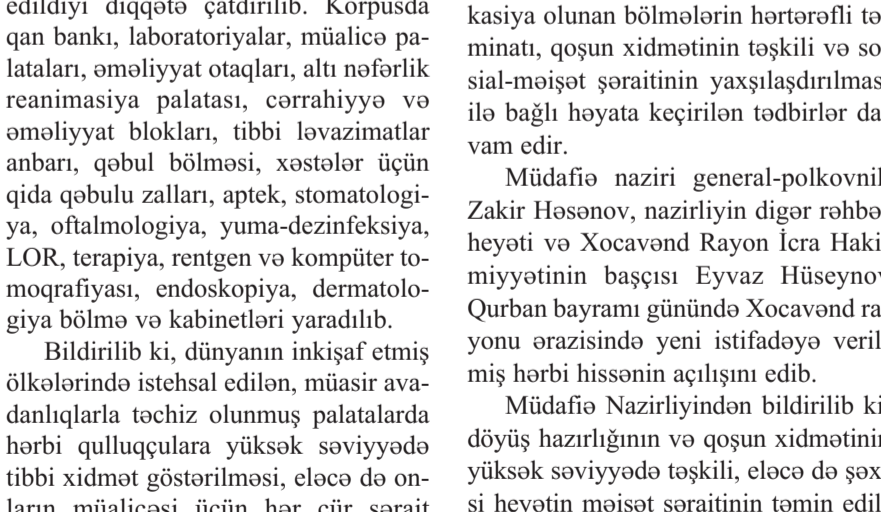 edildiyi diqqətə çatdırılıb. Korpusda
qan bankı, laboratoriyalar, müalicə pa-
lataları, əməliyyat otaqları, altı nəfərlik
reanimasiya palatası, cərrahiyyə və
əməliyyat blokları, tibbi ləvazimatlar
anbarı, qəbul bölməsi, xəstələr üçün
qida qəbulu zalları, aptek, stomatologi-
ya, oftalmologiya, yuma-dezinfeksiya,
LOR, terapiya, rentgen və kompüter to-
moqrafiyası, endoskopiya, dermatolo-
giya bölmə və kabinetləri yaradılıb.
Bildirilib ki, dünyanın inkişaf etmiş
ölkələrində istehsal edilən, müasir ava-
danlıqlarla təchiz olunmuş palatalarda
hərbi qulluqçulara yüksək səviyyədə
tibbi xidmət göstərilməsi, eləcə də on-
ların müalicəsi üçün hər cür şərait
kasiya olunan bölmələrin hərtərəfli tə
minatı, qoşun xidmətinin təşkili və so
sial-məişət şəraitinin yaxşılaşdırılmas
ilə bağlı həyata keçirilən tədbirlər da
vam edir.
Müdafiə naziri general-polkovnik
Zakir Həsənov, nazirliyin digər rəhbə
heyəti və Xocavənd Rayon İcra Haki
miyyətinin başçısı Eyvaz Hüseynov
Qurban bayramı günündə Xocavənd ra
yonu ərazisində yeni istifadəyə veril
miş hərbi hissənin açılışını edib.
Müdafiə Nazirliyindən bildirilib ki
döyüş hazırlığının və qoşun xidmətinin
yüksək səviyyədə təşkili, eləcə də şəx
si heyətin məişət şəraitinin təmin edil